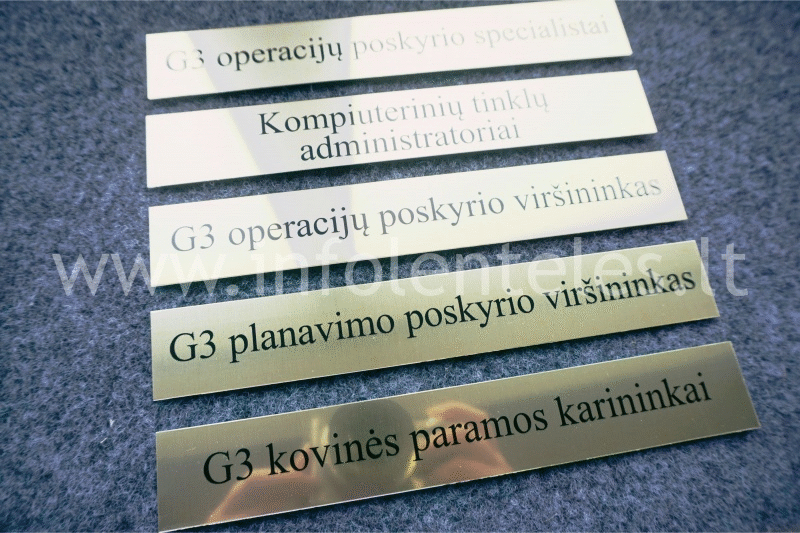 G3 operacijų poskyrio specialistai
Kompiuterinių tinklų
administratoriai
G3 operacijų poskyrio viršininkas
www.infolenteles.lt
G3 planavimo poskyrio viršininkas
G3 kovinės paramos karininkai